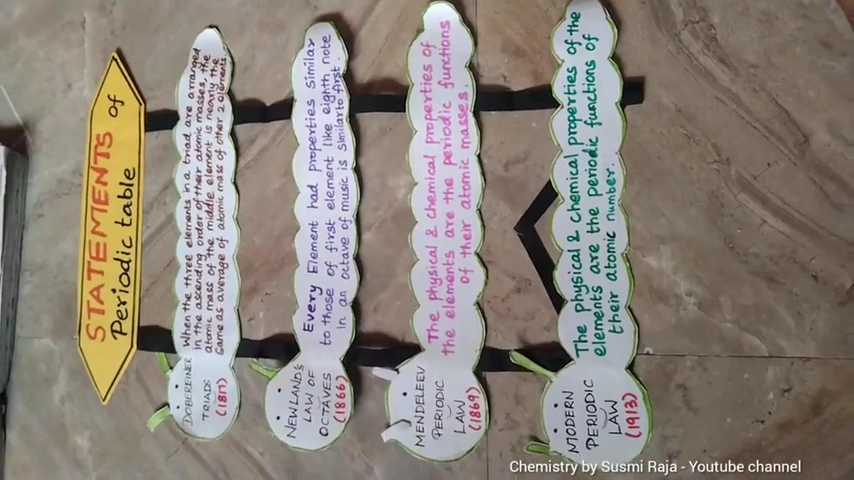 STATEMENTS of
Periodic table
DOBEREINER
TRIADS
(1817)
When the three elements in a triad are arranged
in the ascending order of their atomic masses, the
atomic mass of the middle element is nearly the
same as average of atomic mass of other 2 elements
NEWLAND'S
LAW OF
OCTAVES
(1866)
Every Element had properties similar
to those of first element like eighth note
in an octave of music is similar to first.
MENDELEEV
PERIODIC
LAW
(1869)
The physical & chemical properties of
the elements are the periodic functions
of their atomic masses.
MODERN
PERIODIC
LAW
(1913)
The physical & chemical properties of the
elements are the periodic functions of
their atomic number.
Chemistry by Susmi Raja - Youtube channel